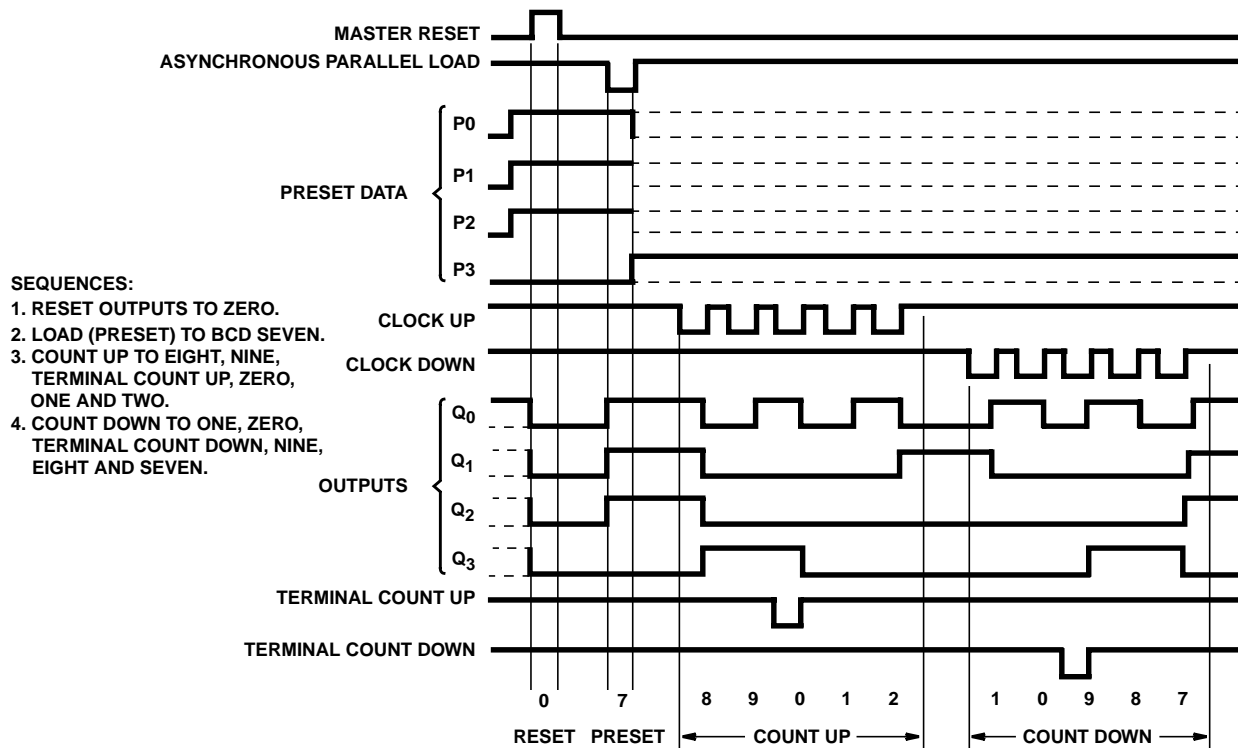 MASTER RESET
ASYNCHRONOUS PARALLEL LOAD
P0
P1
PRESET DATA
P2
P3
SEQUENCES:
1. RESET OUTPUTS TO ZERO.
2. LOAD (PRESET) TO BCD SEVEN.
3. COUNT UP TO EIGHT, NINE,
TERMINAL COUNT UP, ZERO,
ONE AND TWO.
4. COUNT DOWN TO ONE, ZERO,
TERMINAL COUNT DOWN, NINE,
EIGHT AND SEVEN.
CLOCK UP
CLOCK DOWN
Q0
Q1
OUTPUTS
Q2
Q3
TERMINAL COUNT UP
TERMINAL COUNT DOWN
0 7 8 9 0 1 2 1 0 9 8 7
RESET PRESET COUNT UP COUNT DOWN